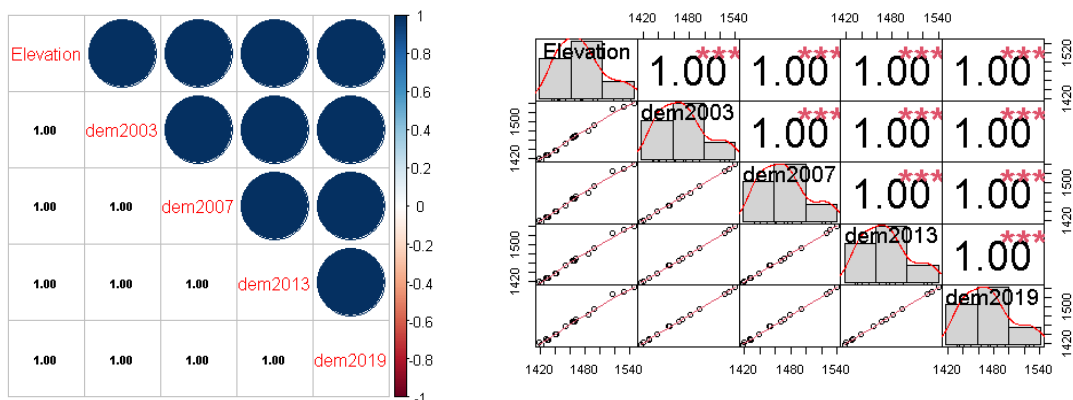 1420 1480 1540 1420 1480 1540
Elevation
1.00 dem2003
1.00 1.00 dem2007
1.00 1.00 1.00 dem2013
1.00 1.00 1.00 1.00 dem2019
1
0.8
0.6
0.4
0.2
0
-0.2
-0.4
-0.6
-0.8
-1
Elevation 1.00 *** 1.00 *** 1.00 *** 1.00 *** 1420 1520
1420 1500 dem2003 1.00 *** 1.00 *** 1.00 ***
dem2007 1.00 *** 1.00 *** 1420 1500
1420 1500 dem2013 1.00 ***
dem2019 1420 1500
1420 1480 1540 1420 1480 1540 1420 1480 1540